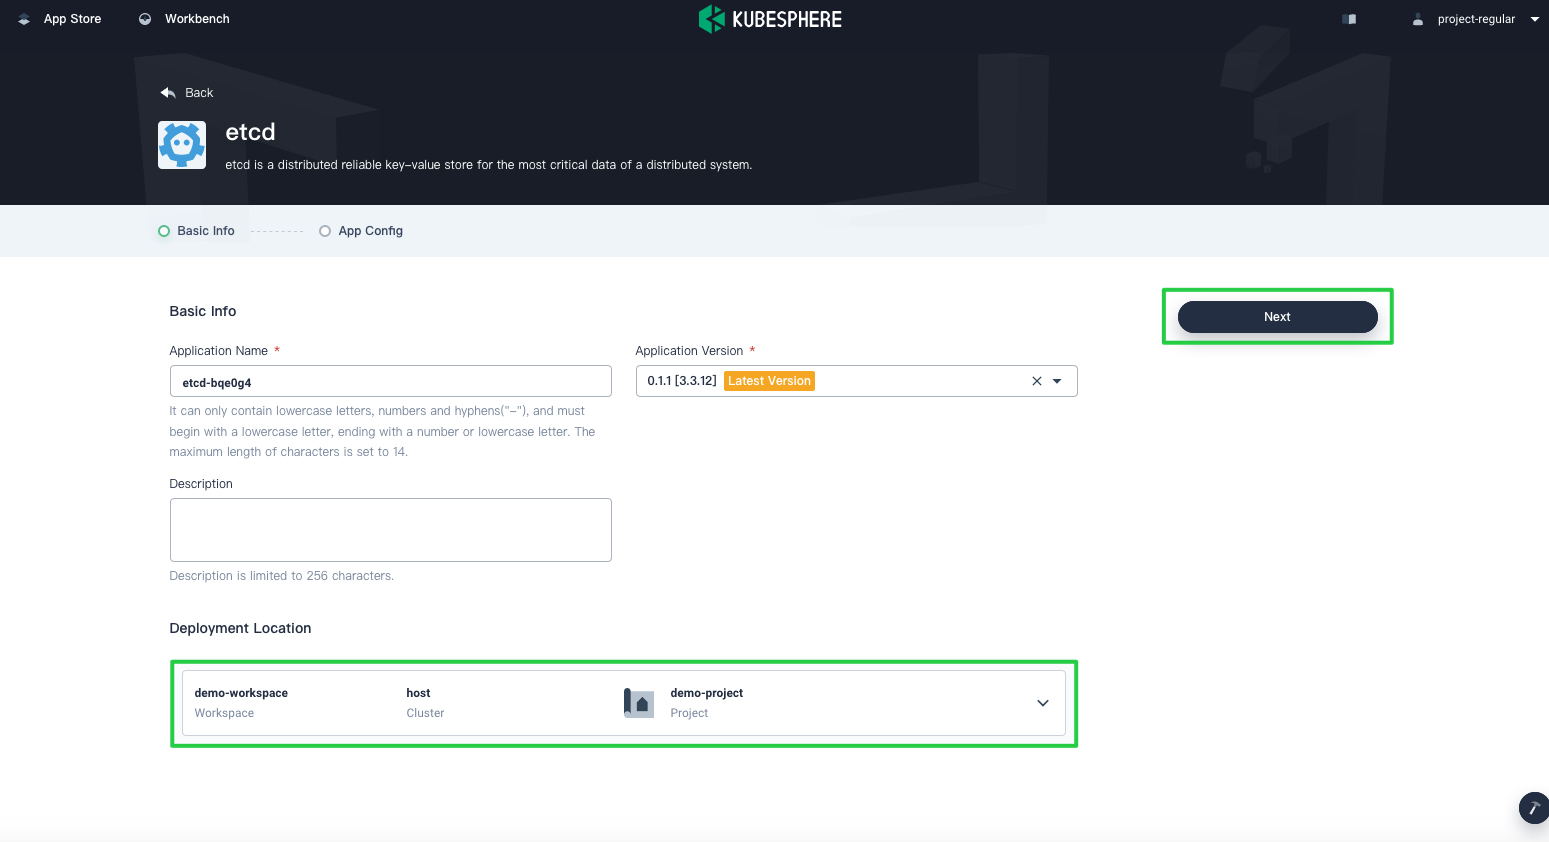 App Store
Workbench
KUBESPHERE
project-regular
Back
etcd
etcd is a distributed reliable key-value store for the most critical data of a distributed system.
Basic Info
App Config
Basic Info
Next
Application Name *
Application Version *
etcd-bqe0g4
0.1.1 [3.3.12] Latest Version
It can only contain lowercase letters, numbers and hyphens("-"), and must
begin with a lowercase letter, ending with a number or lowercase letter. The
maximum length of characters is set to 14.
Description
Description is limited to 256 characters.
Deployment Location
demo-workspace
Workspace
host
Cluster
demo-project
Project